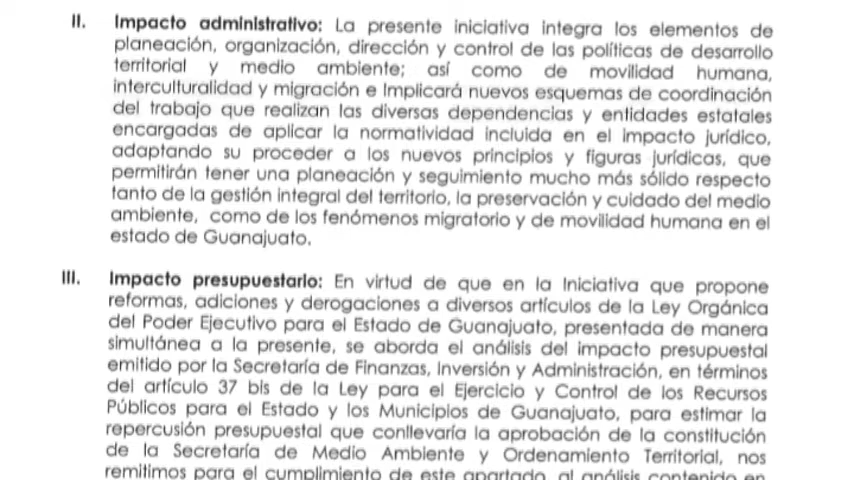 II. Impacto administrativo: La presente iniciativa integra los elementos de
planeación, organización, dirección y control de las políticas de desarrollo
territorial y medio ambiente; así como de movilidad humana,
interculturalidad y migración e Implicará nuevos esquemas de coordinación
del trabajo que realizan las diversas dependencias y entidades estatales
encargadas de aplicar la normatividad incluida en el impacto jurídico,
adaptando su proceder a los nuevos principios y figuras jurídicas, que
permitirán tener una planeación y seguimiento mucho más sólido respecto
tanto de la gestión integral del territorio, la preservación y cuidado del medio
ambiente, como de los fenómenos migratorio y de movilidad humana en el
estado de Guanajuato.
III. Impacto presupuestario: En virtud de que en la Iniciativa que propone
reformas, adiciones y derogaciones a diversos artículos de la Ley Orgánica
del Poder Ejecutivo para el Estado de Guanajuato, presentada de manera
simultánea a la presente, se aborda el análisis del impacto presupuestal
emitido por la Secretaría de Finanzas, Inversión y Administración, en términos
del artículo 37 bis de la Ley para el Ejercicio y Control de los Recursos
Públicos para el Estado y los Municipios de Guanajuato, para estimar la
repercusión presupuestal que conllevaría la aprobación de la constitución
de la Secretaría de Medio Ambiente y Ordenamiento Territorial, nos
remitimos para el cumplimiento de este apartado, al análisis contenido en